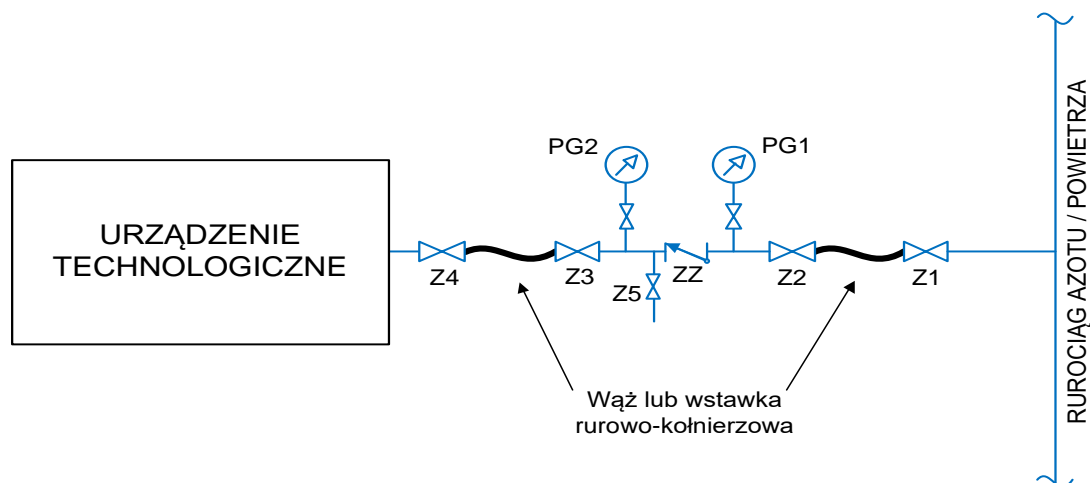 PG2
PG1
URZĄDZENIE
TECHNOLOGICZNE
Z4
Z3
Z5
ZZ
Z2
Z1
Wąż lub wstawka
rurowo-kołnierzowa
RUROCIĄG AZOTU / POWIETRZA